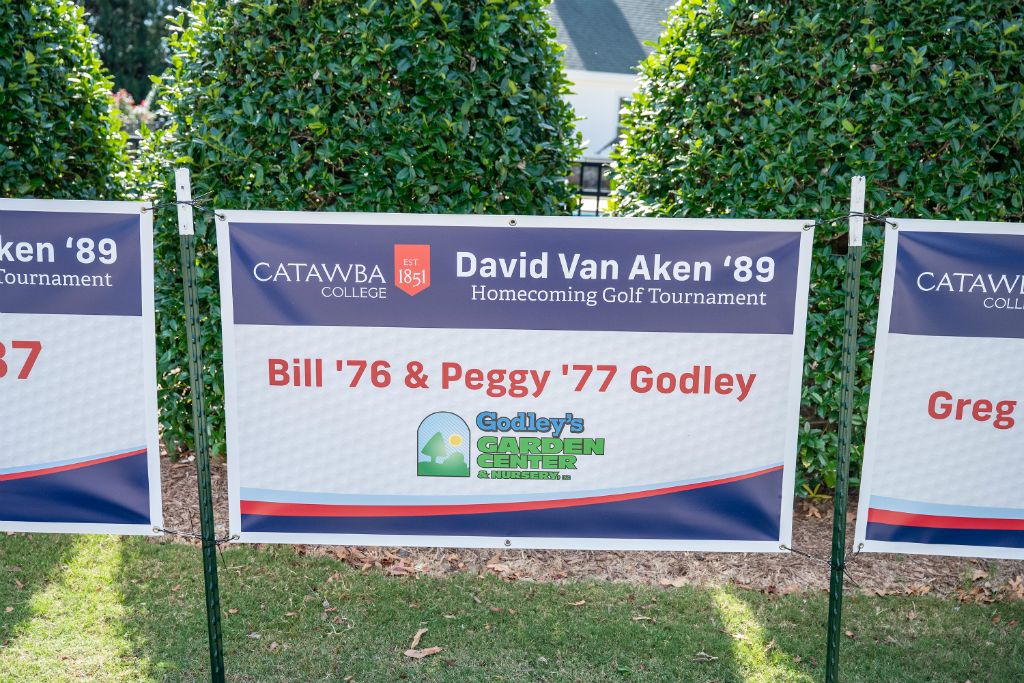 ken ‘89
Tournament
37
CATAWBA
COLLEGE
EST.
1851
David Van Aken ‘89
Homecoming Golf Tournament
Bill '76 & Peggy '77 Godley
Godley's
GARDEN
CENTER
& NURSERY, INC
CATAWB
COLL
Greg